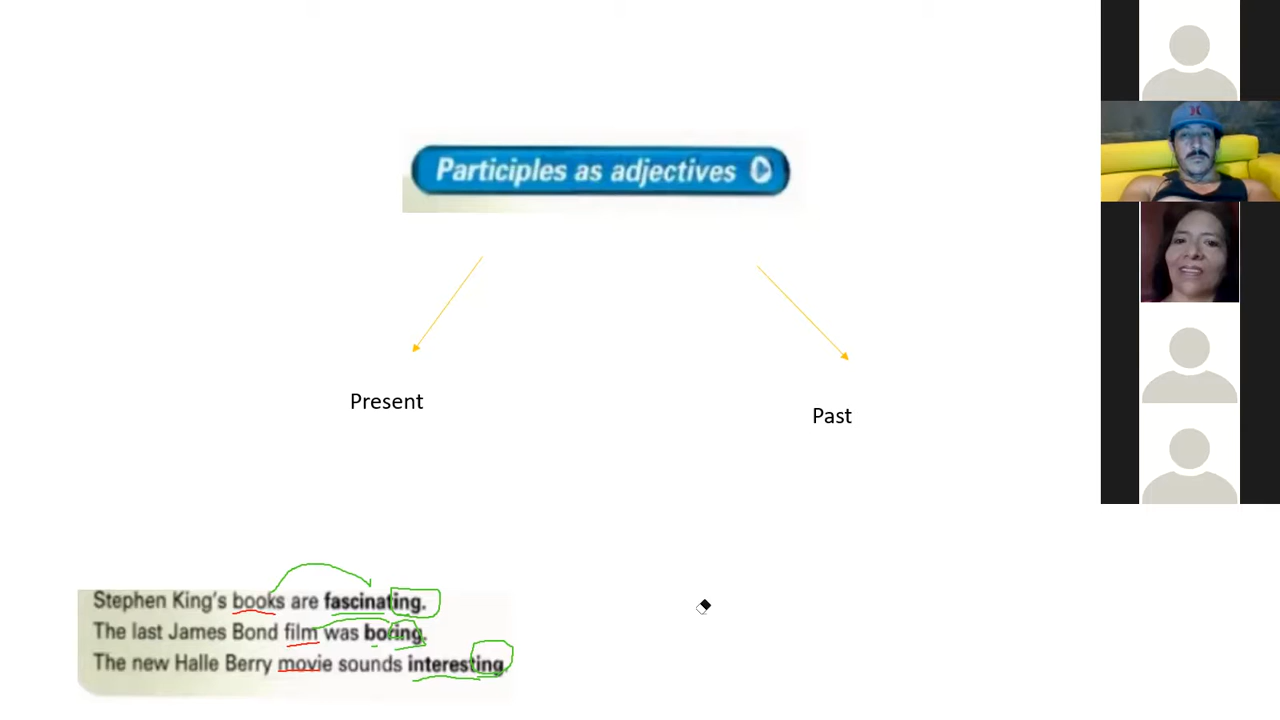 Participles as adjectives
Present
Past
Stephen King's books are fascinating.
The last James Bond film was boring.
The new Halle Berry movie sounds interesting.